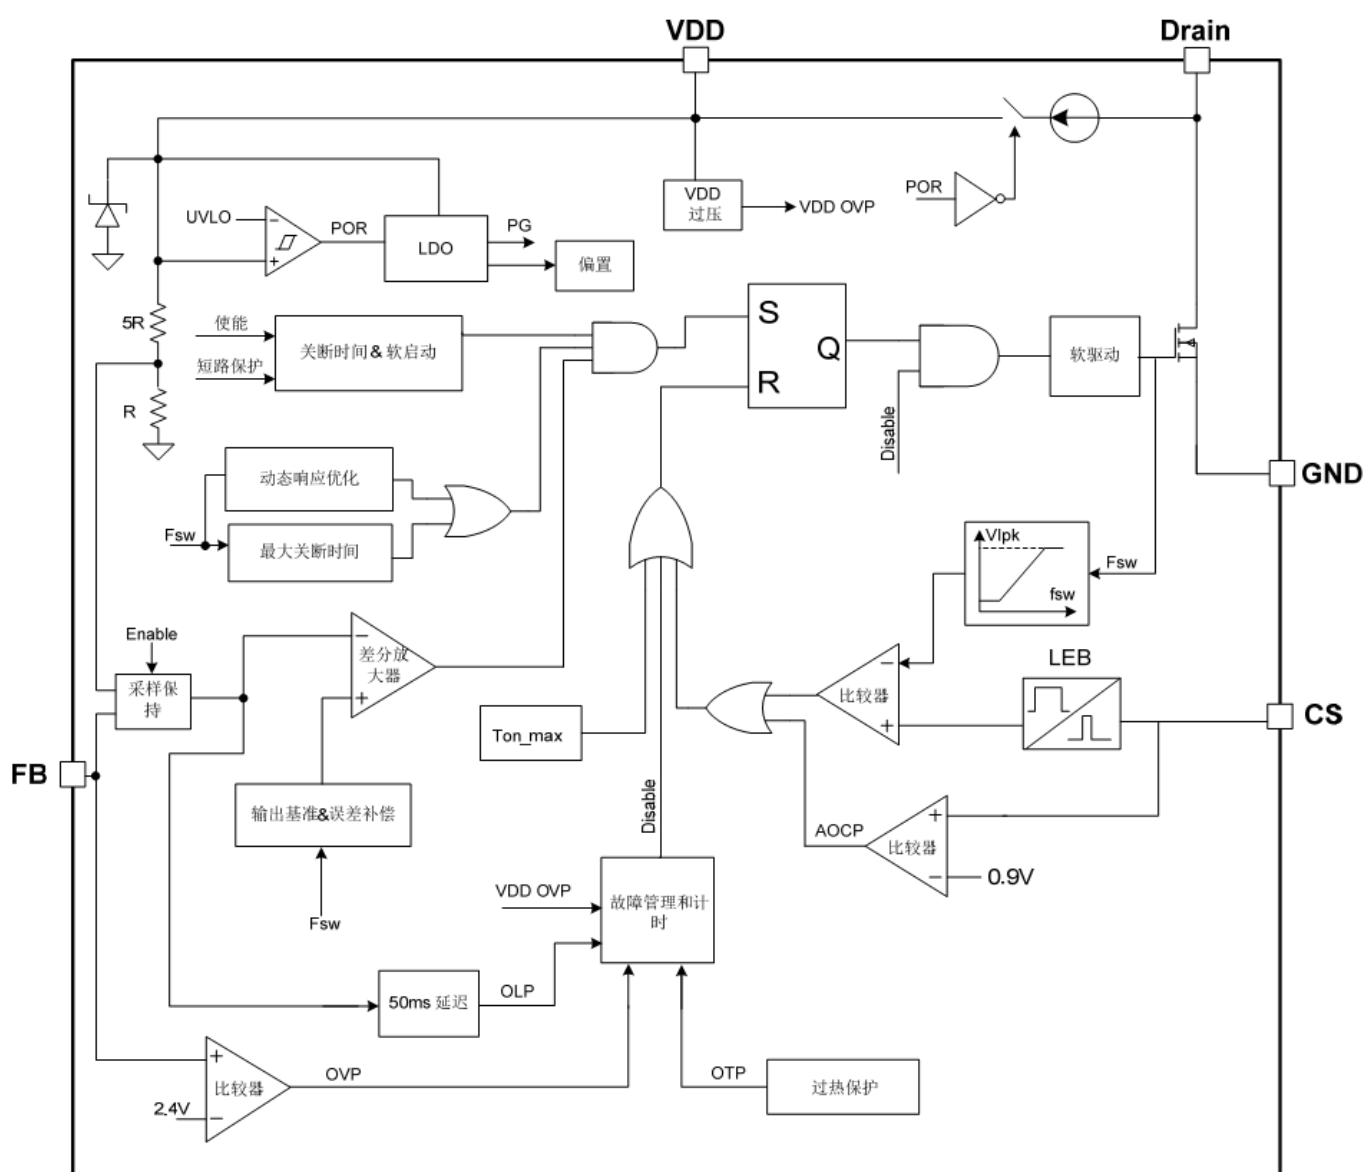 VDD
Drain
VDD
过压
VDD OVP
POR
UVLO
POR
LDO
PG
偏置
5R
使能
短路保护
关断时间&软启动
R
S
R
Q
Disable
软驱动
GND
动态响应优化
Fsw
最大关断时间
VIpk
fsw
Fsw
Enable
采样保
持
差分放
大器
Ton_max
比较器
LEB
CS
FB
输出基准&误差补偿
Fsw
Disable
AOCP
比较器
0.9V
VDD OVP
故障管理和计
时
50ms 延迟
OLP
比较器
2.4V
OVP
OTP
过热保护